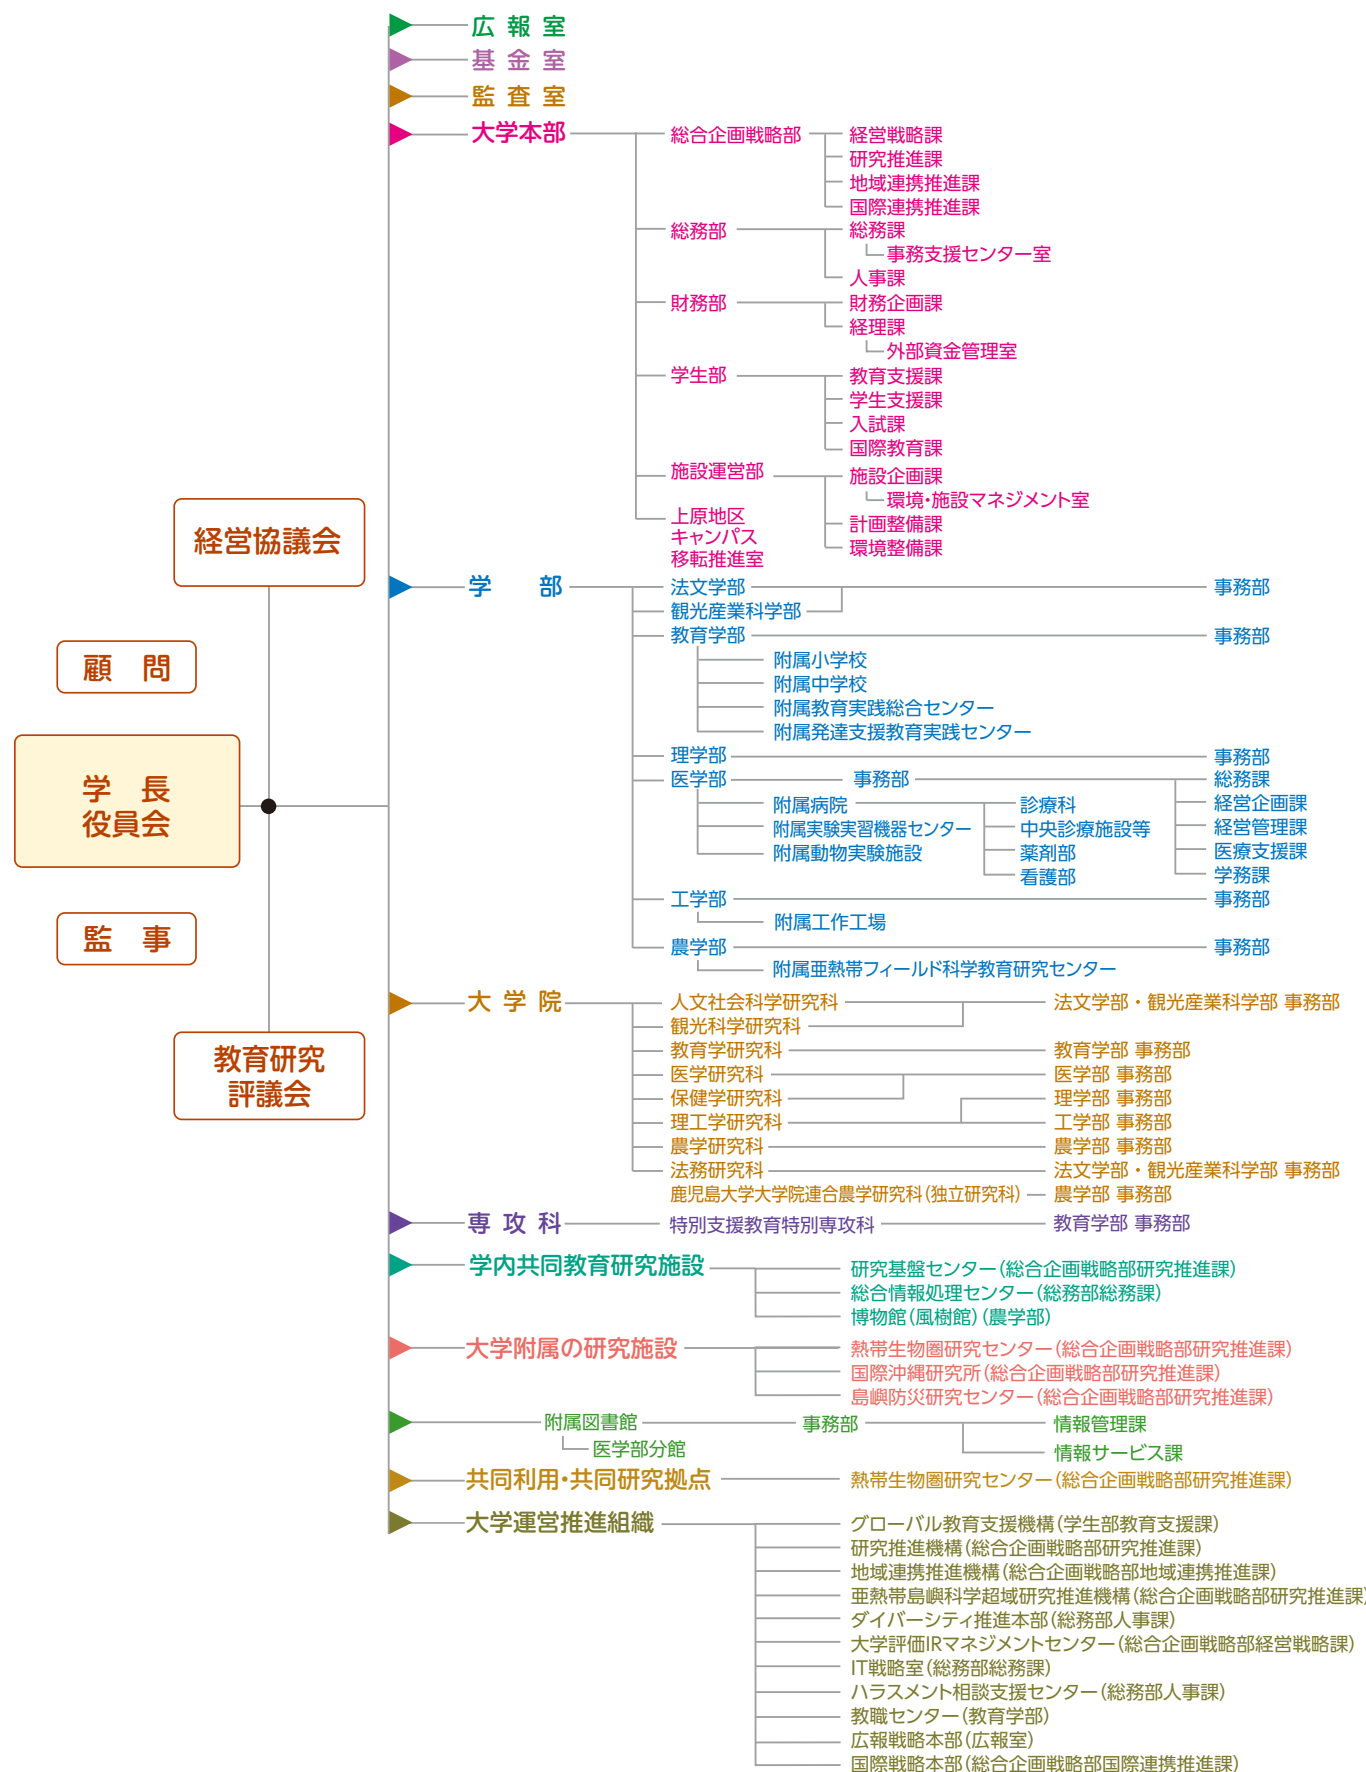 広 報 室
基 金 室
監 査 室
大学本部
総合企画戦略部
経営戦略課
研究推進課
地域連携推進課
国際連携推進課
総務部
総務課
事務支援センター室
人事課
財務部
財務企画課
経理課
外部資金管理室
学生部
教育支援課
学生支援課
入試課
国際教育課
施設運営部
施設企画課
環境・施設マネジメント室
計画整備課
環境整備課
上原地区
キャンパス
移転推進室
経営協議会
顧 問
学 長
役員会
監 事
教育研究
評議会
学 部
法文学部
事務部
観光産業科学部
教育学部
事務部
附属小学校
附属中学校
附属教育実践総合センター
附属発達支援教育実践センター
理学部
事務部
医学部
事務部
総務課
経営企画課
経営管理課
医療支援課
学務課
附属病院
診療科
中央診療施設等
薬剤部
看護部
附属実験実習機器センター
附属動物実験施設
工学部
事務部
附属工作工場
農学部
事務部
附属亜熱帯フィールド科学教育研究センター
大 学 院
人文社会科学研究科
法文学部・観光産業科学部 事務部
観光科学研究科
教育学研究科
教育学部 事務部
医学研究科
医学部 事務部
保健学研究科
理学部 事務部
理工学研究科
工学部 事務部
農学研究科
農学部 事務部
法務研究科
法文学部・観光産業科学部 事務部
鹿児島大学大学院連合農学研究科(独立研究科)
農学部 事務部
専 攻 科
特別支援教育特別専攻科
教育学部 事務部
学内共同教育研究施設
研究基盤センター(総合企画戦略部研究推進課)
総合情報処理センター(総務部総務課)
博物館(風樹館)(農学部)
大学附属の研究施設
熱帯生物圏研究センター(総合企画戦略部研究推進課)
国際沖縄研究所(総合企画戦略部研究推進課)
島嶼防災研究センター(総合企画戦略部研究推進課)
附属図書館
事務部
情報管理課
医学部分館
情報サービス課
共同利用・共同研究拠点
熱帯生物圏研究センター(総合企画戦略部研究推進課)
大学運営推進組織
グローバル教育支援機構(学生部教育支援課)
研究推進機構(総合企画戦略部研究推進課)
地域連携推進機構(総合企画戦略部地域連携推進課)
亜熱帯島嶼科学超域研究推進機構(総合企画戦略部研究推進課)
ダイバーシティ推進本部(総務部人事課)
大学評価IRマネジメントセンター(総合企画戦略部経営戦略課)
IT戦略室(総務部総務課)
ハラスメント相談支援センター(総務部人事課)
教職センター(教育学部)
広報戦略本部(広報室)
国際戦略本部(総合企画戦略部国際連携推進課)